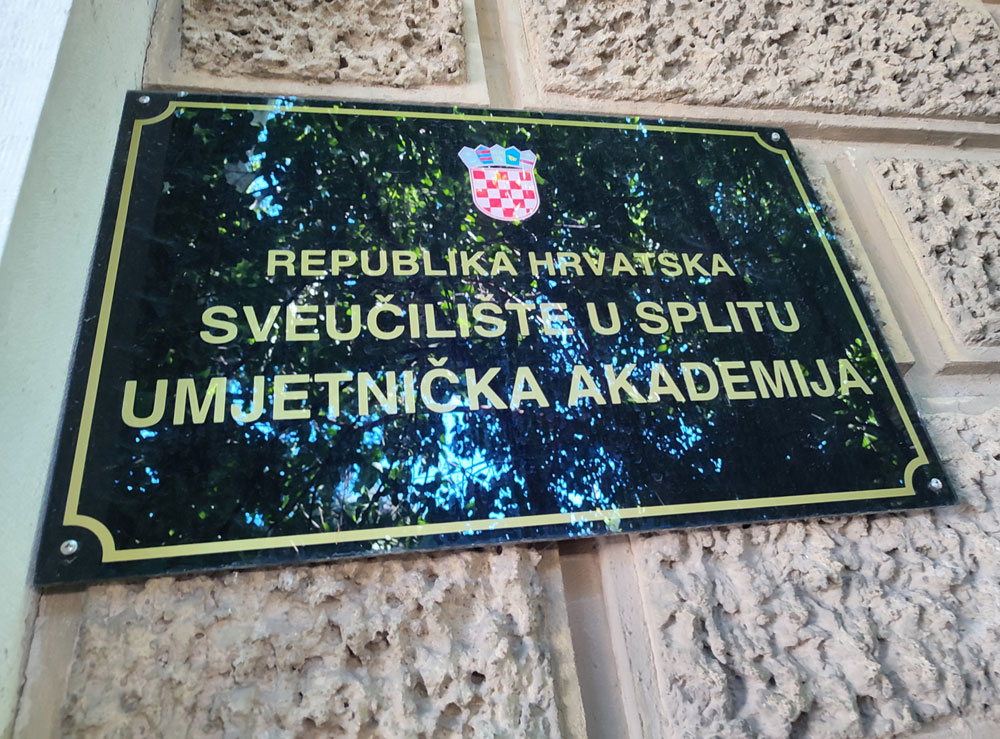 REPUBLIKA HRVATSKA
SVEUČILIŠTE U SPLITU
UMJETNIČKA AKADEMIJA